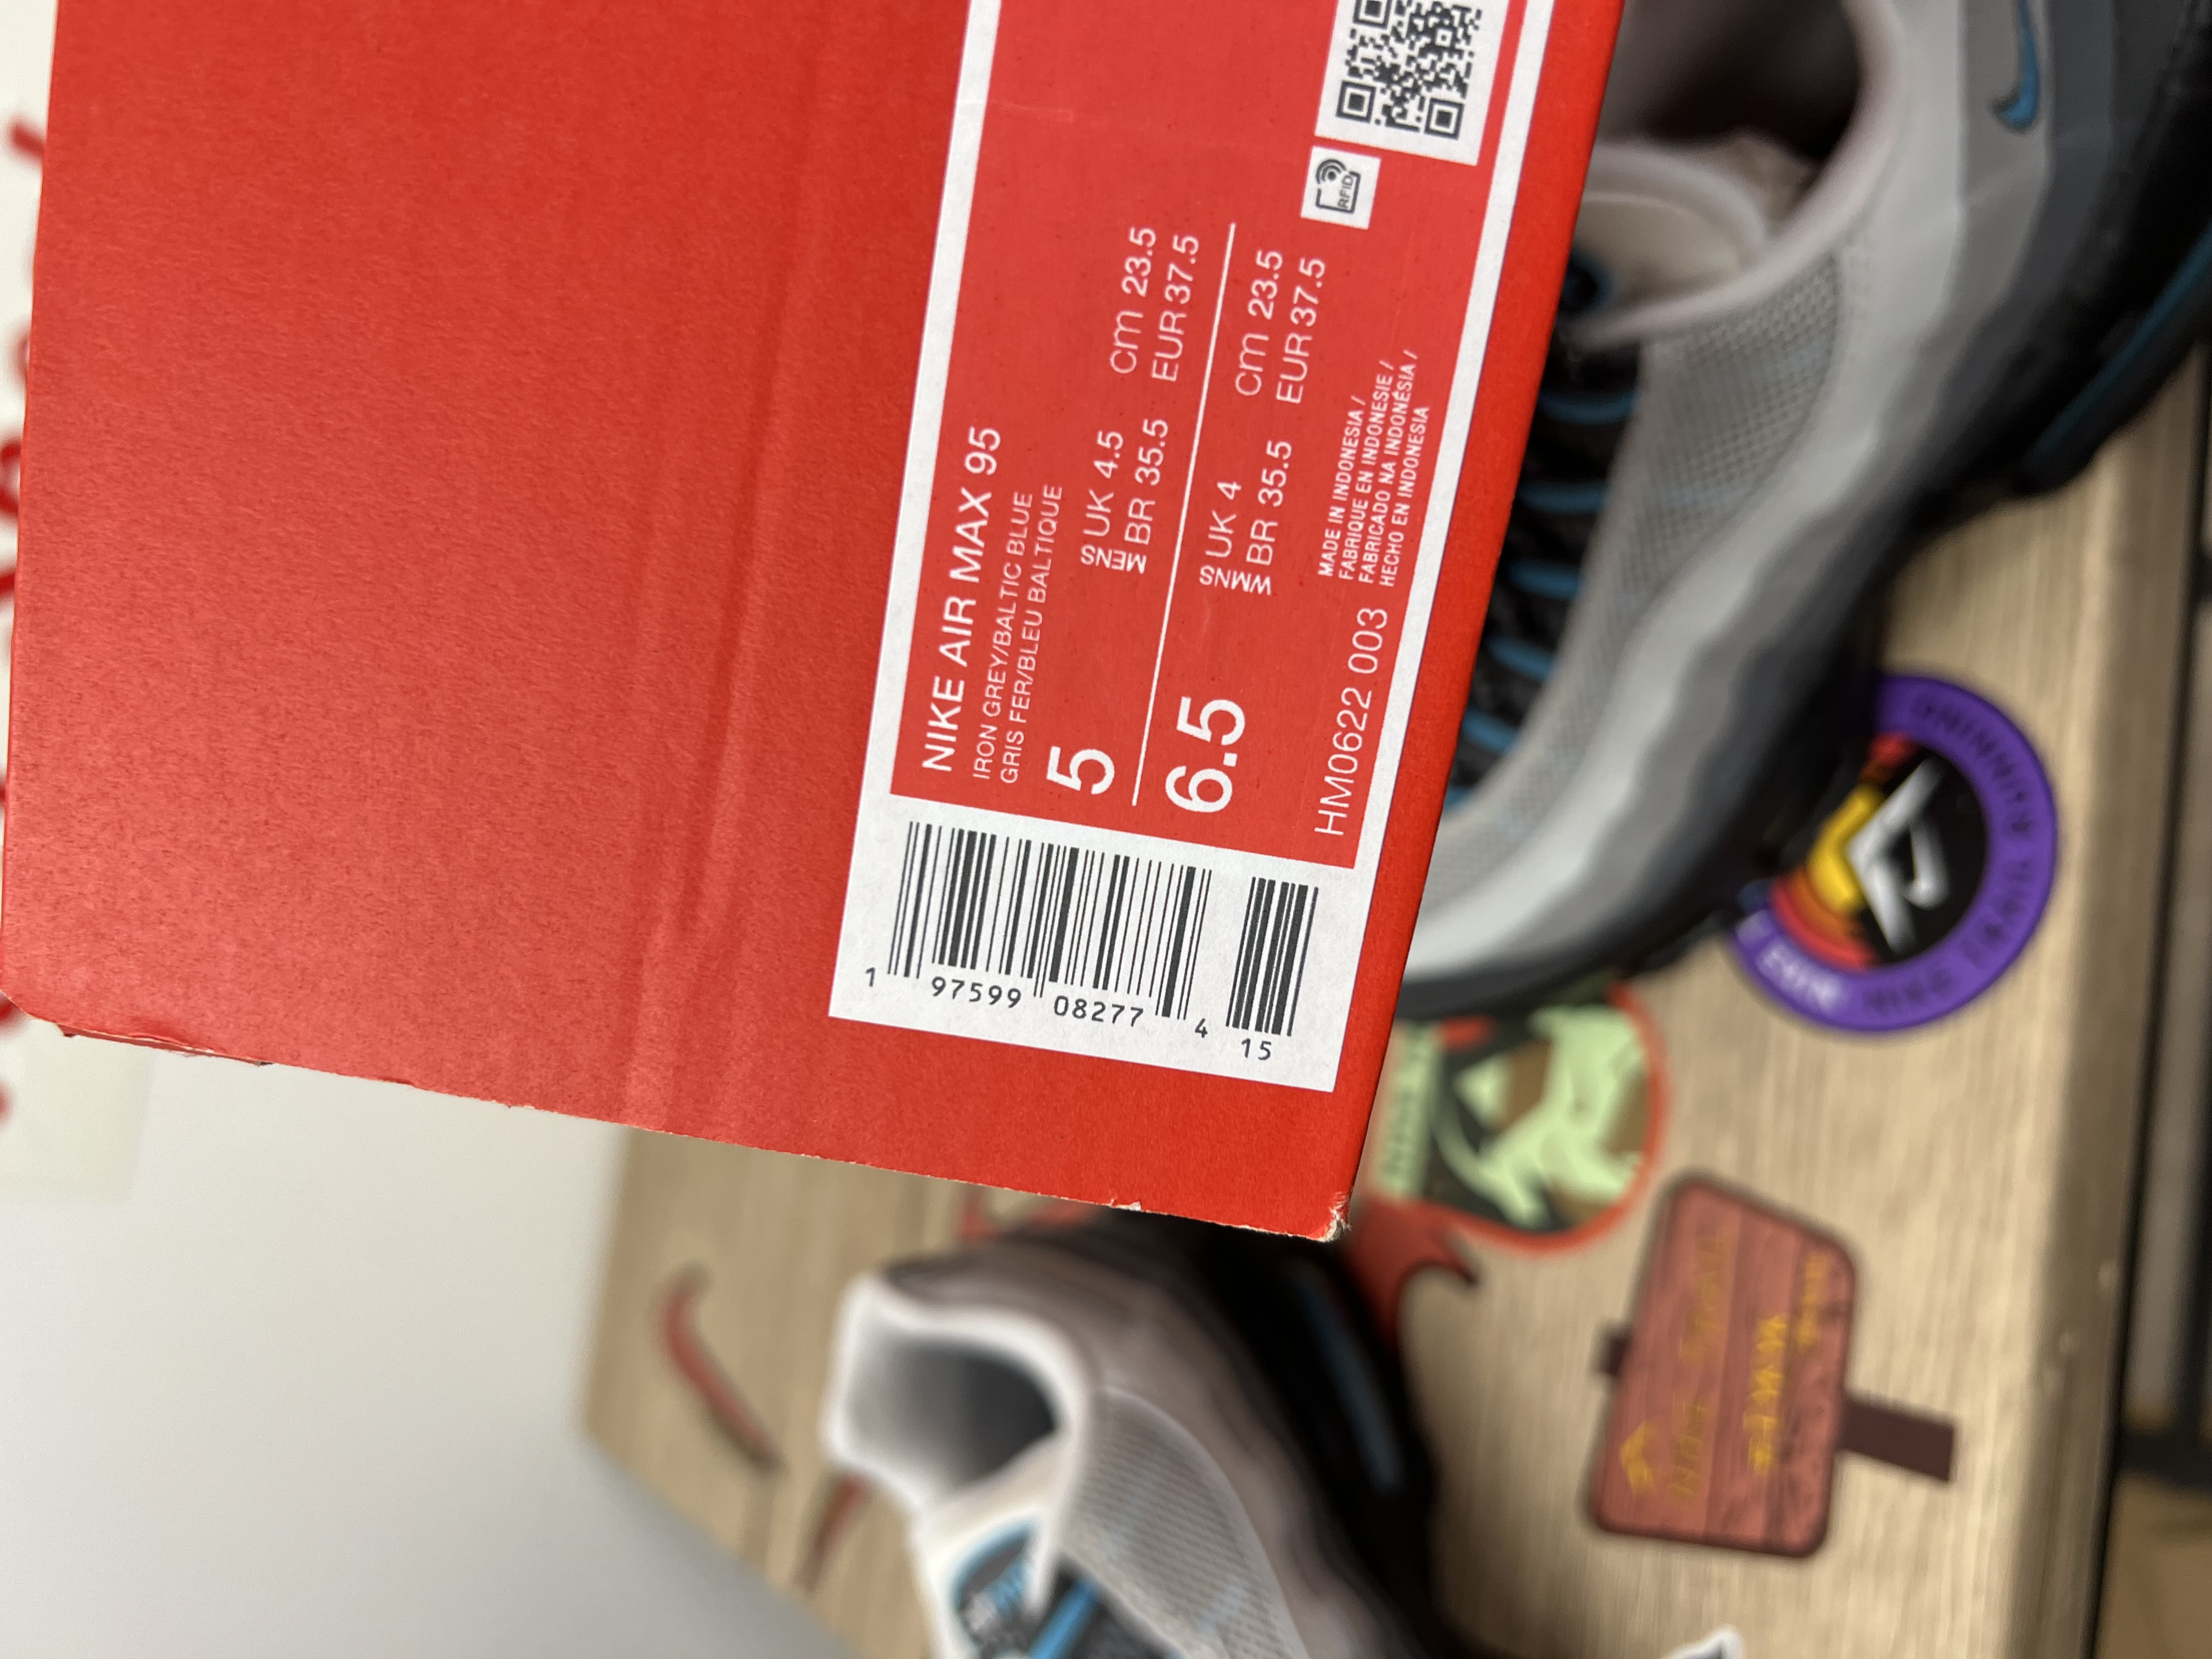 NIKE AIR MAX 95
IRON GREY/BALTIC BLUE
GRIS FER/BLEU BALTIQUE
5
MENS
UK 4.5
cm 23.5
BR 35.5
EUR 37.5
6.5
WMNS
UK 4
cm 23.5
BR 35.5
EUR 37.5
HM0622 003
MADE IN INDONESIA /
FABRIQUE EN INDONESIE /
FABRICADO NA INDONÉSIA /
HECHO EN INDONESIA
RFID
1 97599 08277 4 15
NIKE TRAIL RUNNING